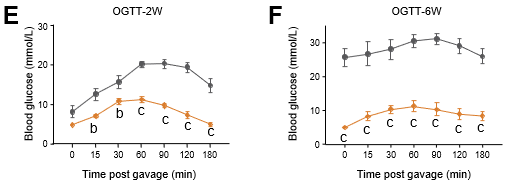 E
OGTT-2W
Blood glucose (mmol/L)
30
20
10
0
b
b
c
c
c
c
0 15 30 60 90 120 180
Time post gavage (min)
F
OGTT-6W
Blood glucose (mmol/L)
30
20
10
0
c
c
c
c
c
c
c
0 15 30 60 90 120 180
Time post gavage (min)